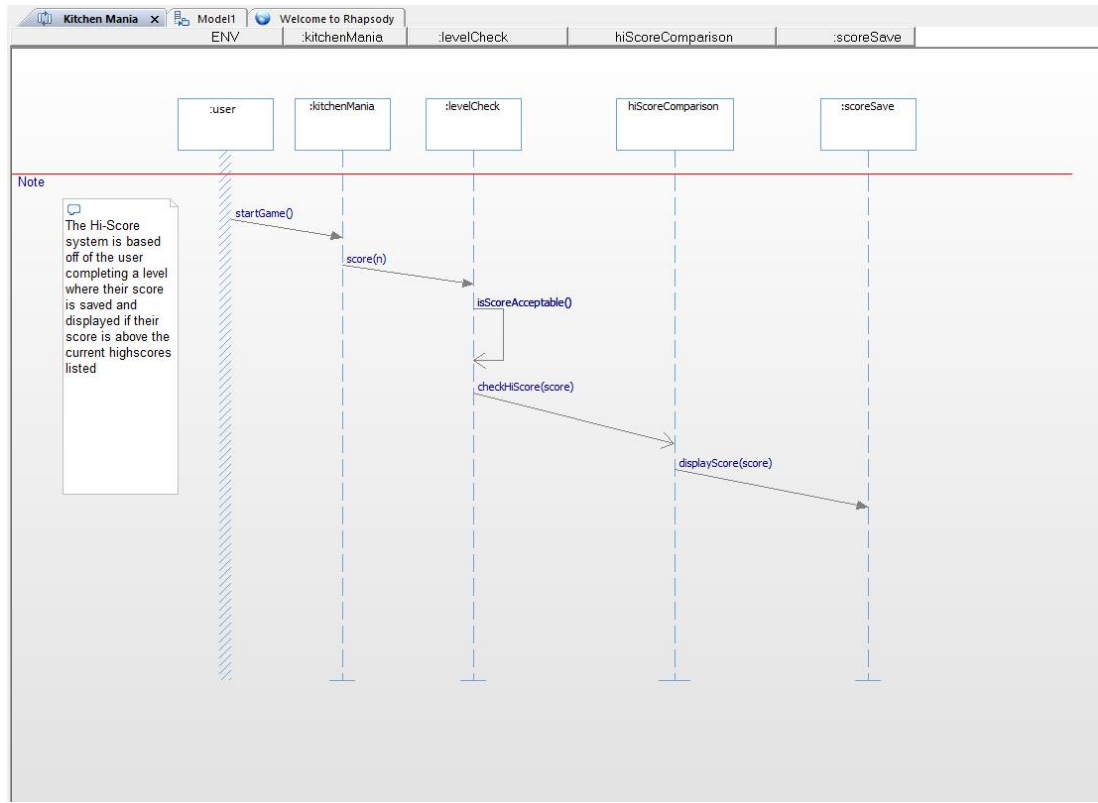 Kitchen Mania x Model1 Welcome to Rhapsody
ENV :kitchenMania :levelCheck hiScoreComparison :scoreSave
:user :kitchenMania :levelCheck hiScoreComparison :scoreSave
Note
The Hi-Score
system is based
off of the user
completing a level
where their score
is saved and
displayed if their
score is above the
current highscores
listed
startGame()
score(n)
isScoreAcceptable()
checkHiScore(score)
displayScore(score)